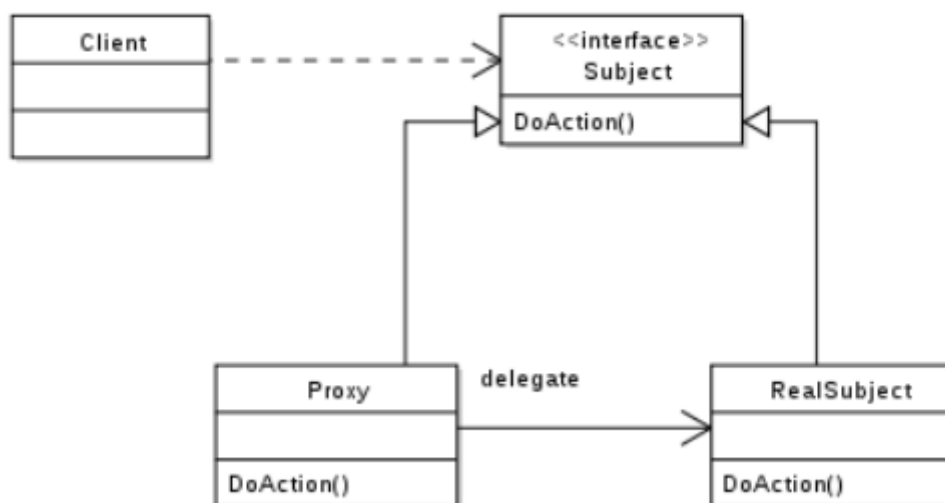 Client
<<interface>>
Subject
DoAction()
delegate
Proxy
RealSubject
DoAction()
DoAction()